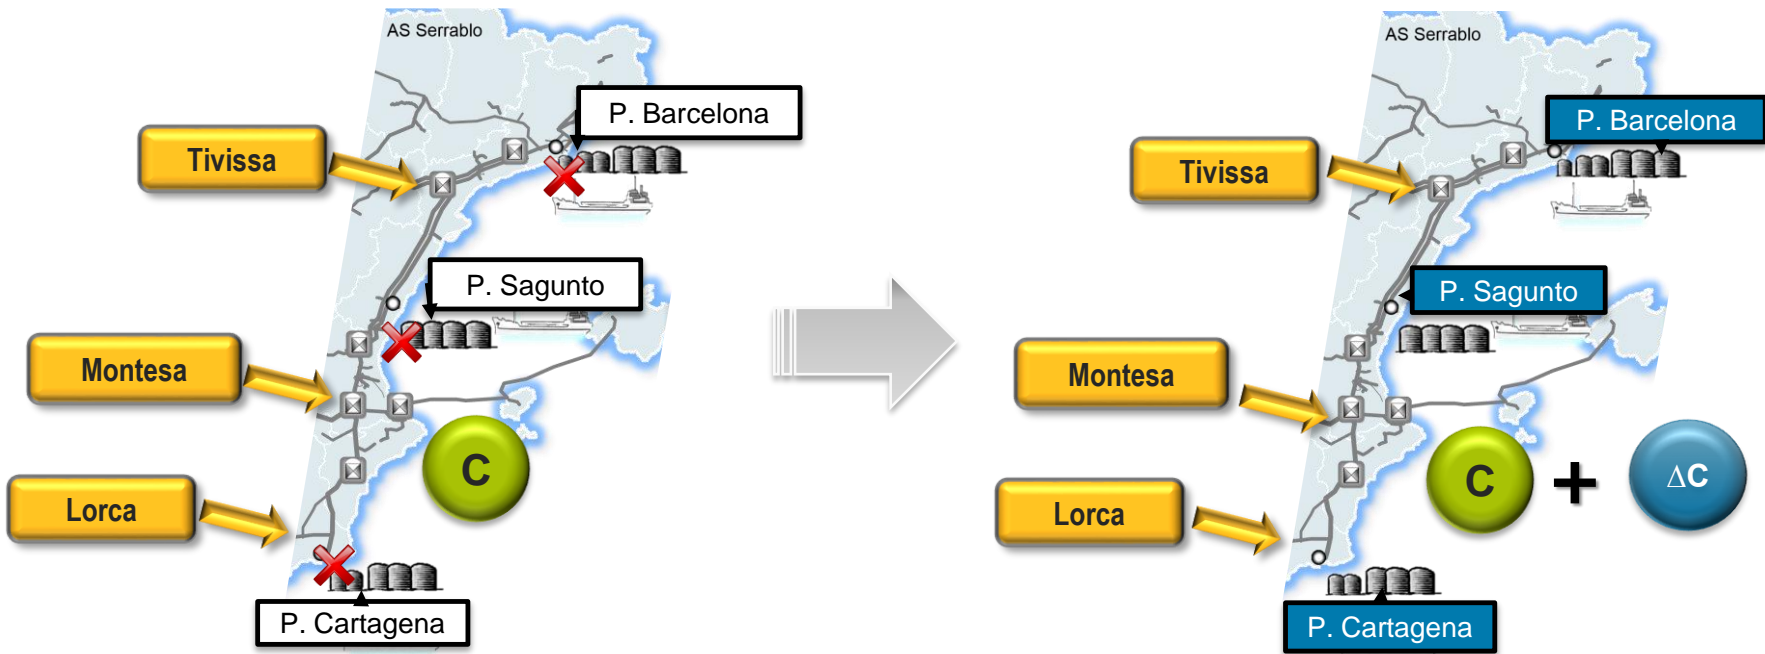 AS Serrablo
P. Barcelona
Tivissa
P. Sagunto
Montesa
C
Lorca
P. Cartagena
AS Serrablo
P. Barcelona
Tivissa
P. Sagunto
Montesa
C + ΔC
Lorca
P. Cartagena